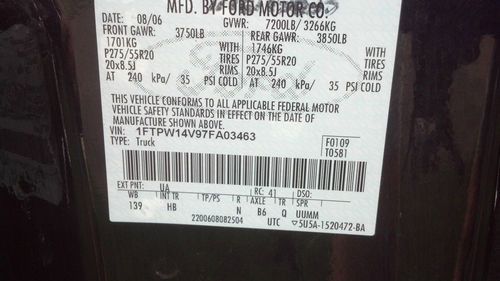 MFD. BY FORD MOTOR CO.
DATE: 08/06 GVWR: 7200LB/ 3266KG
FRONT GAWR: 3750LB REAR GAWR: 3850LB
1701KG WITH 1746KG WITH
P275/55R20 TIRES P275/55R20 TIRES
20x8.5J RIMS 20x8.5J RIMS
AT 240 kPa/ 35 PSI COLD AT 240 kPa/ 35 PSI COLD
THIS VEHICLE CONFORMS TO ALL APPLICABLE FEDERAL MOTOR
VEHICLE SAFETY STANDARDS IN EFFECT ON THE DATE OF
MANUFACTURE SHOWN ABOVE.
VIN: 1FTPW14V97FA03463
TYPE: Truck
F0109
T0581
EXT PNT: UA RC: 41 DSO:
WB INT TR TP/PS R AXLE TR SPR
139 HB N B6 Q UUMM
2200608082504 UTC 5U5A-1520472-BA